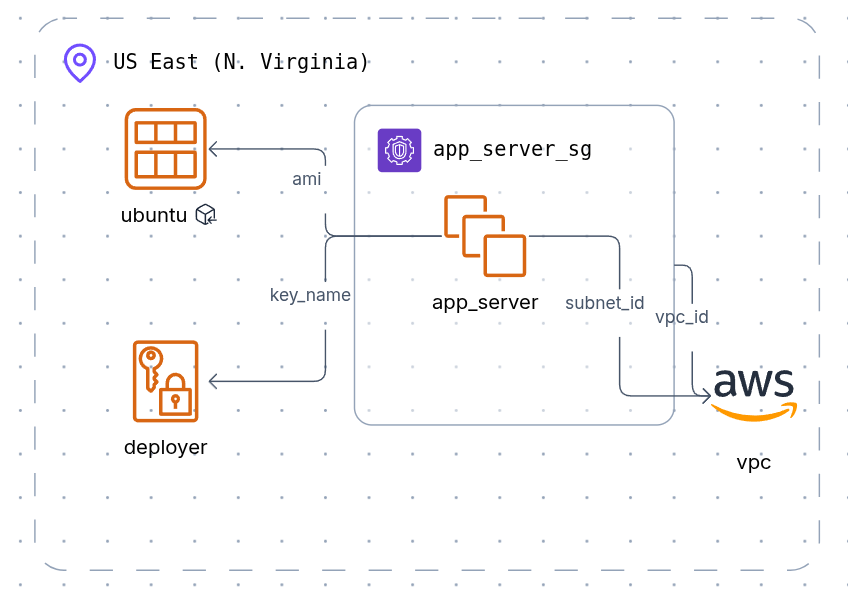 US East (N. Virginia)
app_server_sg
ami
ubuntu
app_server
key_name
subnet_id
vpc_id
aws
deployer
vpc